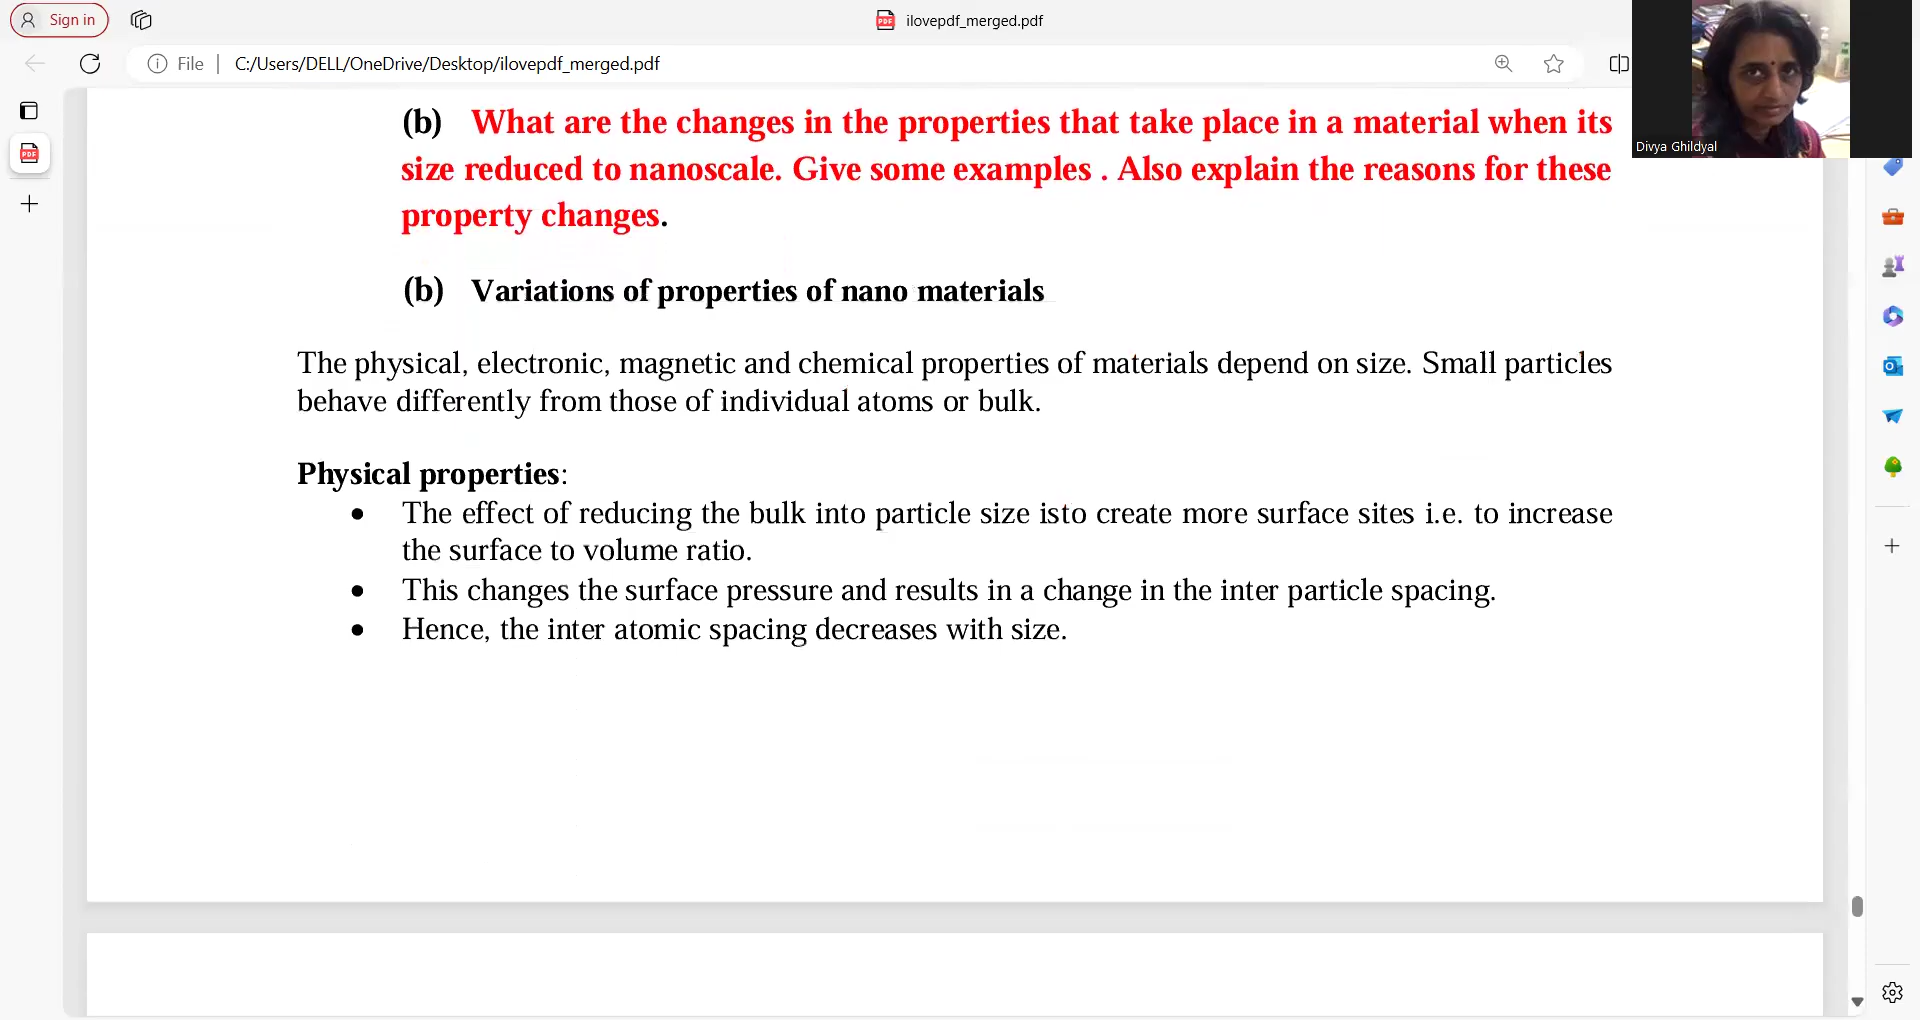 Sign in
ilovepdf_merged.pdf
File
C:/Users/DELL/OneDrive/Desktop/ilovepdf_merged.pdf
Divya Ghildyal
(b) What are the changes in the properties that take place in a material when its
size reduced to nanoscale. Give some examples . Also explain the reasons for these
property changes.
(b) Variations of properties of nano materials
The physical, electronic, magnetic and chemical properties of materials depend on size. Small particles
behave differently from those of individual atoms or bulk.
Physical properties:
• The effect of reducing the bulk into particle size isto create more surface sites i.e. to increase
the surface to volume ratio.
• This changes the surface pressure and results in a change in the inter particle spacing.
• Hence, the inter atomic spacing decreases with size.